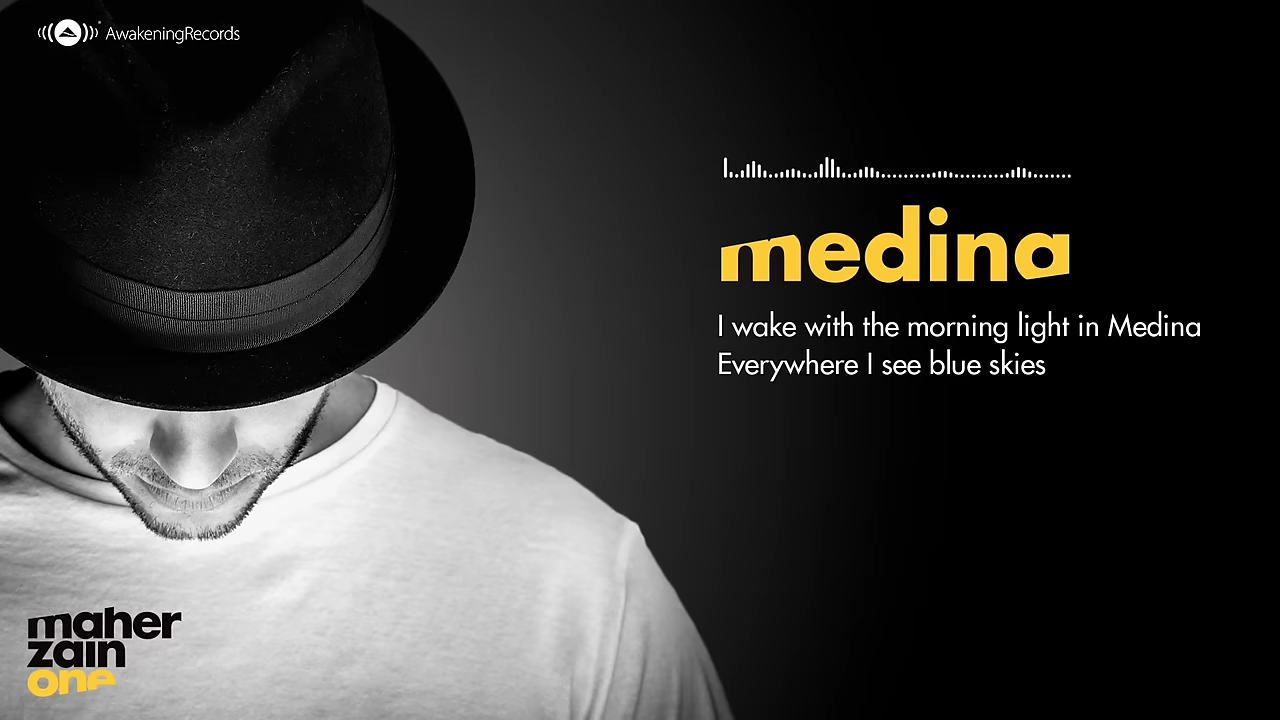 AwakeningRecords
medina
I wake with the morning light in Medina
Everywhere I see blue skies
maher
zain
one